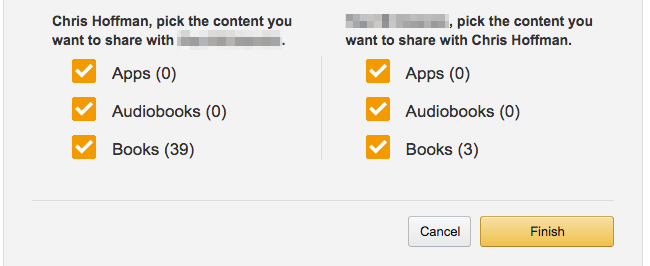 Chris Hoffman, pick the content you
want to share with .
Apps (0)
Audiobooks (0)
Books (39)
, pick the content you
want to share with Chris Hoffman.
Apps (0)
Audiobooks (0)
Books (3)
Cancel
Finish